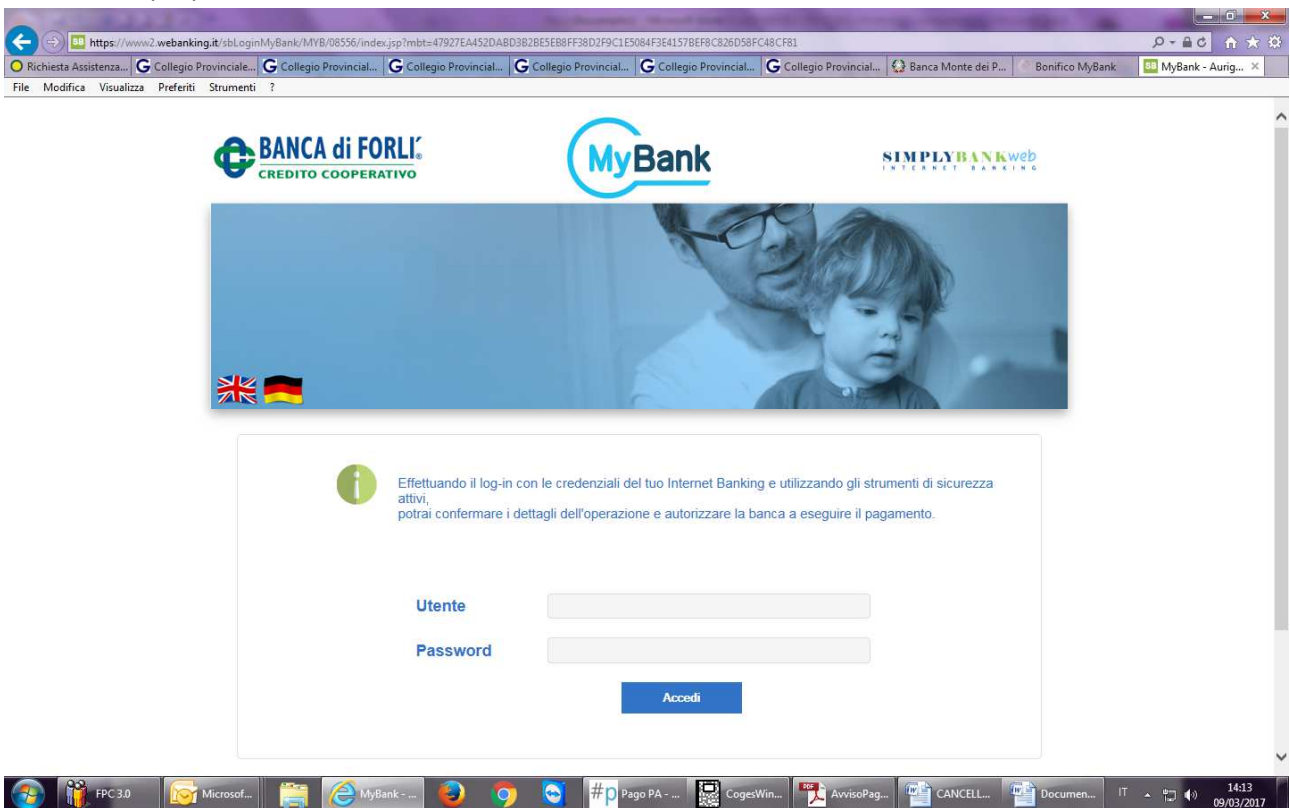 https://www2.webanking.it/sbLoginMyBank/MYB/08556/index.jsp?mbt=47927EA452DABD3B2BE5EB8FF38D2F9C1E5084F3E4157BEF8C826D58FC48CF81
Richiesta Assistenza... Collegio Provinciale... Collegio Provincial... Collegio Provincial... Collegio Provincial... Collegio Provincial... Collegio Provincial... Banca Monte dei P... Bonifico MyBank MyBank - Aurig...
File Modifica Visualizza Preferiti Strumenti ?
BANCA di FORLI´
CREDITO COOPERATIVO
MyBank
SIMPLYBANKweb
INTERNET BANKING
Effettuando il log-in con le credenziali del tuo Internet Banking e utilizzando gli strumenti di sicurezza
attivi,
potrai confermare i dettagli dell'operazione e autorizzare la banca a eseguire il pagamento.
Utente
Password
Accedi
FPC 3.0 Microsof... MyBank - ... #p Pago PA - ... CogesWin... AvvisoPag... CANCELL... Documen... IT 14:13
09/03/2017